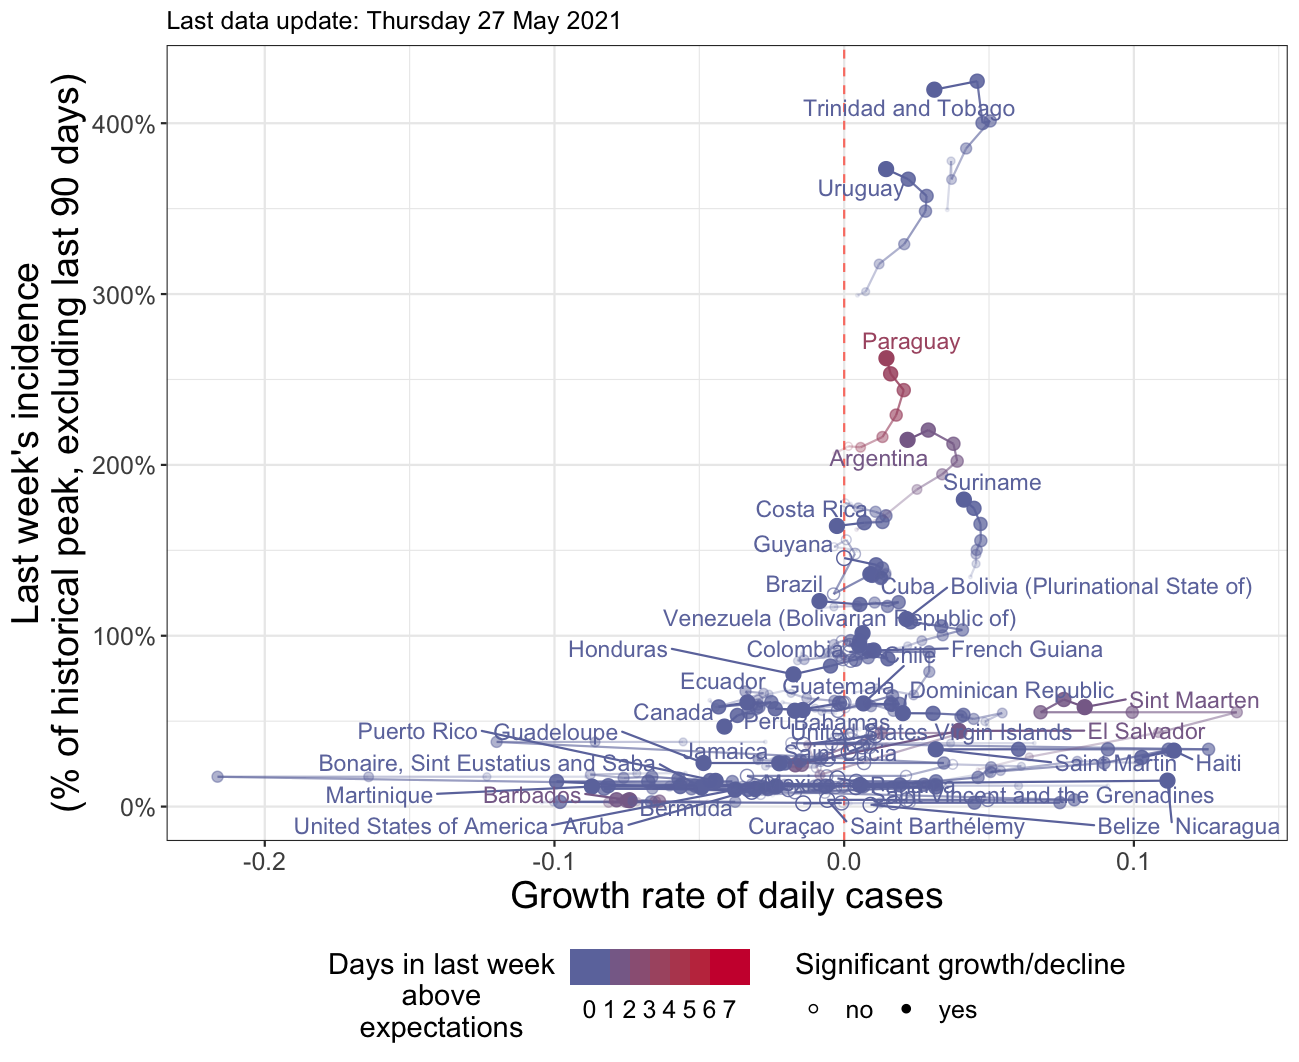 Last data update: Thursday 27 May 2021
Last week's incidence
(% of historical peak, excluding last 90 days)
400%
300%
200%
100%
0%
Trinidad and Tobago
Uruguay
Paraguay
Argentina
Suriname
Costa Rica
Guyana
Brazil
Cuba
Bolivia (Plurinational State of)
Venezuela (Bolivarian Republic of)
Honduras
Colombia
Chile
French Guiana
Ecuador
Guatemala
Dominican Republic
Sint Maarten
Canada
Peru
Bahamas
Puerto Rico
Guadeloupe
United States Virgin Islands
El Salvador
Jamaica
Saint Lucia
Bonaire, Sint Eustatius and Saba
Saint Martin
Haiti
Mexico
Martinique
Barbados
Saint Vincent and the Grenadines
Bermuda
United States of America
Aruba
Curaçao
Saint Barthélemy
Belize
Nicaragua
-0.2
-0.1
0.0
0.1
Growth rate of daily cases
Days in last week
above
expectations
0 1 2 3 4 5 6 7
Significant growth/decline
no
yes